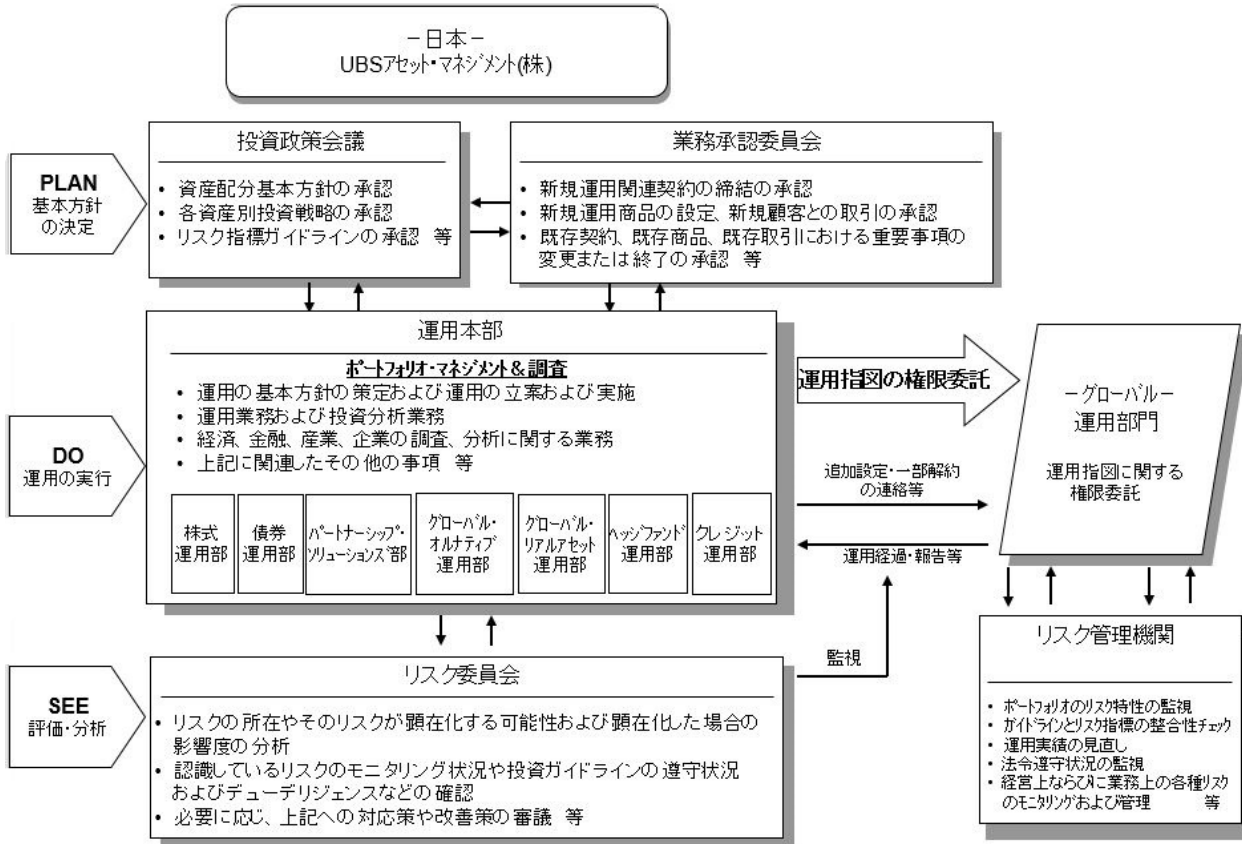 －日本－
UBSアセット・マネジメント(株)
投資政策会議
• 資産配分基本方針の承認
• 各資産別投資戦略の承認
• リスク指標ガイドラインの承認 等
業務承認委員会
• 新規運用関連契約の締結の承認
• 新規運用商品の設定、新規顧客との取引の承認
• 既存契約、既存商品、既存取引における重要事項の
変更または終了の承認 等
PLAN
基本方針
の決定
運用本部
ポートフォリオ・マネジメント＆調査
• 運用の基本方針の策定および運用の立案および実施
• 運用業務および投資分析業務
• 経済、金融、産業、企業の調査、分析に関する業務
• 上記に関連したその他の事項 等
DO
運用の実行
株式
運用部
債券
運用部
パートナーシップ・
ソリューションズ部
グローバル・
オルナティブ
運用部
グローバル・
リアルアセット
運用部
ヘッジファンド
運用部
クレジット
運用部
運用指図の権限委託
追加設定・一部解約
の連絡等
運用経過・報告等
－グローバル－
運用部門
運用指図に関する
権限委託
監視
SEE
評価・分析
リスク委員会
• リスクの所在やそのリスクが顕在化する可能性および顕在化した場合の
影響度の分析
• 認識しているリスクのモニタリング状況や投資ガイドラインの遵守状況
およびデューデリジェンスなどの確認
• 必要に応じ、上記への対応策や改善策の審議 等
リスク管理機関
• ポートフォリオのリスク特性の監視
• ガイドラインとリスク指標の整合性チェック
• 運用実績の見直し
• 法令遵守状況の監視
• 経営上ならびに業務上の各種リスク
のモニタリングおよび管理 等